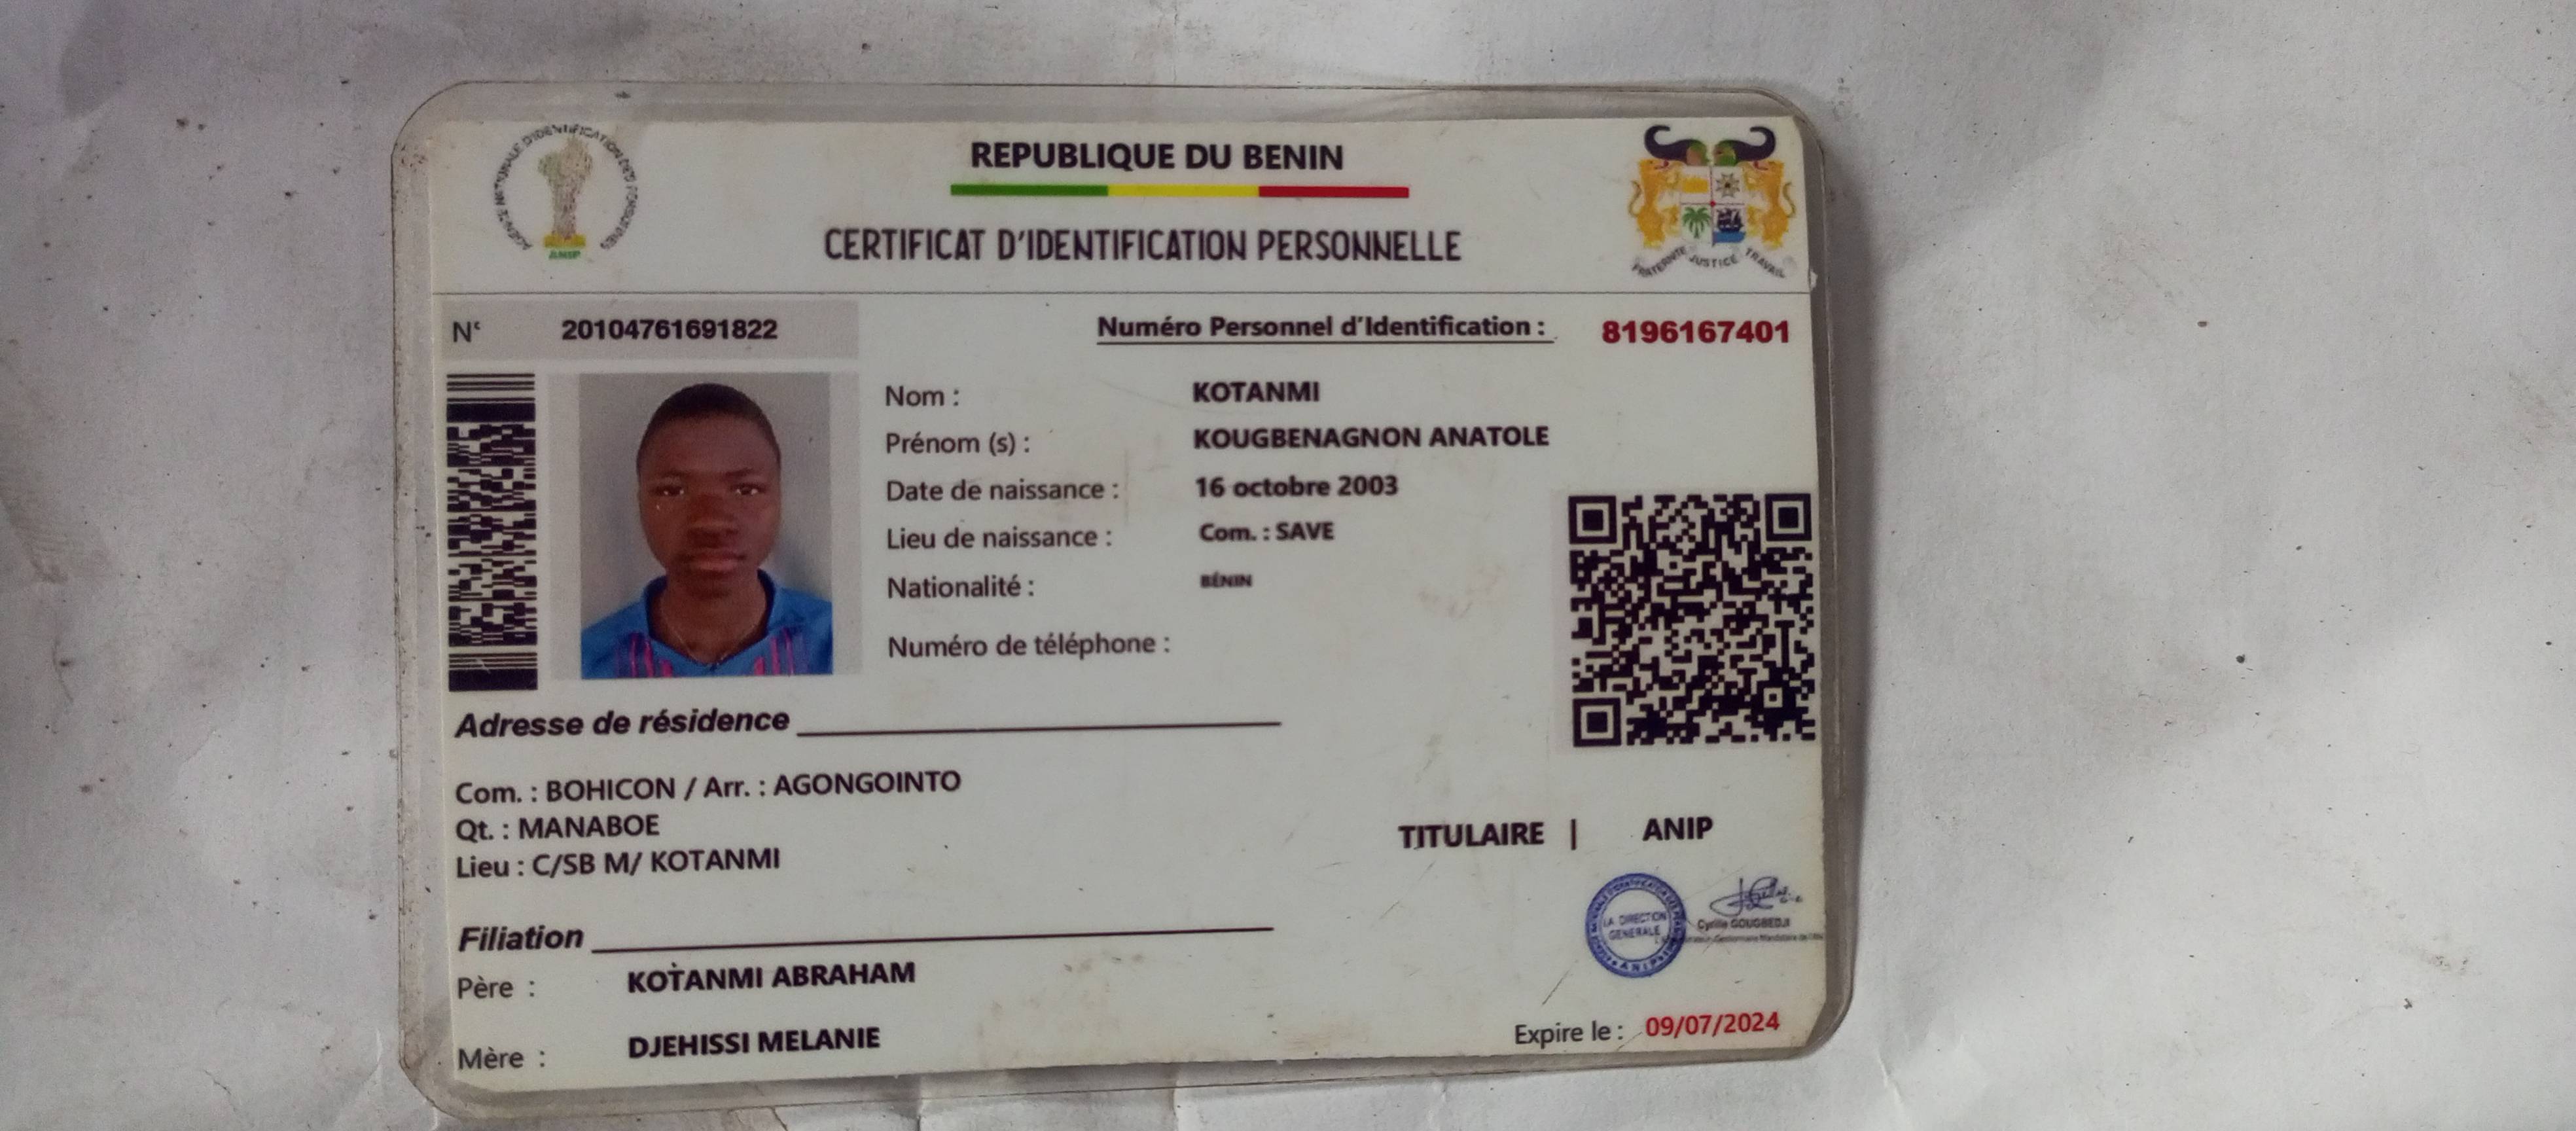 AGENCE NATIONALE D'IDENTIFICATION DES PERSONNES
ANIP
REPUBLIQUE DU BENIN
CERTIFICAT D'IDENTIFICATION PERSONNELLE
FRATERNITE JUSTICE TRAVAIL
N° 20104761691822
Numéro Personnel d'Identification : 8196167401
Nom : KOTANMI
Prénom (s) : KOUGBENAGNON ANATOLE
Date de naissance : 16 octobre 2003
Lieu de naissance : Com. : SAVE
Nationalité : BÉNIN
Numéro de téléphone :
Adresse de résidence
Com. : BOHICON / Arr. : AGONGOINTO
Qt. : MANABOE
Lieu : C/SB M/ KOTANMI
TITULAIRE | ANIP
LA DIRECTION
GENERALE
ANIP
Cyrille GOUGBEDJI
Filiation
Père : KOTANMI ABRAHAM
Mère : DJEHISSI MELANIE
Expire le : 09/07/2024